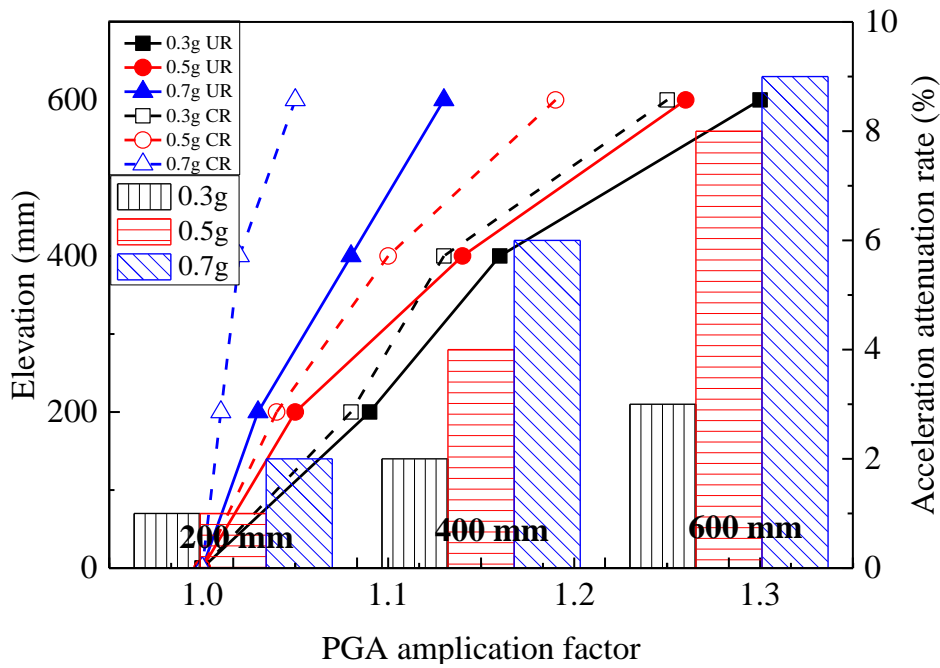 0.3g UR
0.5g UR
0.7g UR
0.3g CR
0.5g CR
0.7g CR
0.3g
0.5g
0.7g
600
400
200
0
Elevation (mm)
10
8
6
4
2
0
Acceleration attenuation rate (%)
200 mm
400 mm
600 mm
1.0
1.1
1.2
1.3
PGA amplication factor